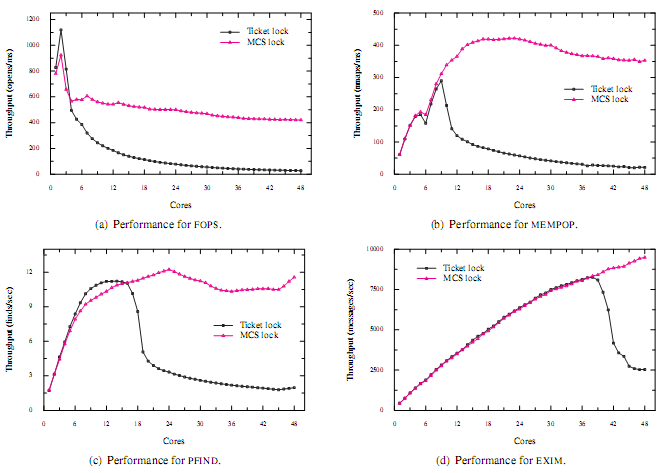 1200
1000
800
600
400
200
0
Throughput (opens/ms)
Ticket lock
MCS lock
0 6 12 18 24 30 36 42 48
Cores
(a) Performance for FOPS.
500
400
300
200
100
0
Throughput (mmaps/ms)
Ticket lock
MCS lock
0 6 12 18 24 30 36 42 48
Cores
(b) Performance for MEMPOP.
12
9
6
3
0
Throughput (finds/sec)
Ticket lock
MCS lock
0 6 12 18 24 30 36 42 48
Cores
(c) Performance for PFIND.
10000
7500
5000
2500
0
Throughput (messages/sec)
Ticket lock
MCS lock
0 6 12 18 24 30 36 42 48
Cores
(d) Performance for EXIM.